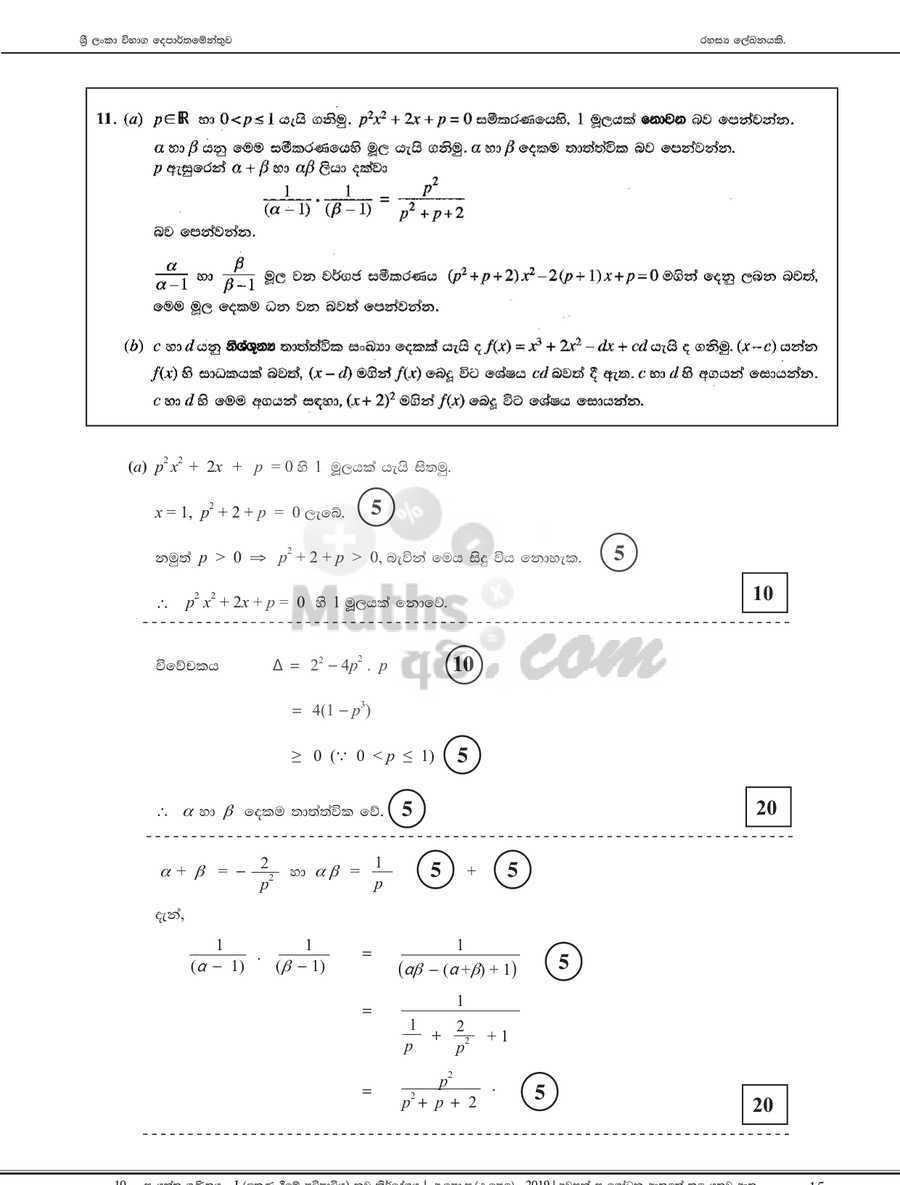 ශ්‍රී ලංකා විභාග දෙපාර්තමේන්තුව
රහස්‍ය ලේඛනයකි.
11. (a) p∈ℝ හා 0<p≤1 යැයි ගනිමු. p²x² + 2x + p = 0 සමීකරණයෙහි, 1 මූලයක් නොවන බව පෙන්වන්න.
α හා β යනු මෙම සමීකරණයෙහි මූල යැයි ගනිමු. α හා β දෙකම තාත්ත්වික බව පෙන්වන්න.
p ඇසුරෙන් α + β හා αβ ලියා දක්වා
1/(α – 1) · 1/(β – 1) = p²/(p² + p + 2)
බව පෙන්වන්න.
α/(α–1) හා β/(β–1) මූල වන වර්ගජ සමීකරණය (p²+p+2)x²–2(p+1)x+p=0 මගින් දෙනු ලබන බවත්,
මෙම මූල දෙකම ධන වන බවත් පෙන්වන්න.
(b) c හා d යනු නිශ්ශූන්‍ය තාත්ත්වික සංඛ්‍යා දෙකක් යැයි ද f(x) = x³ + 2x² – dx + cd යැයි ද ගනිමු. (x – c) යන්න
f(x) හි සාධකයක් බවත්, (x – d) මගින් f(x) බෙදූ විට ශේෂය cd බවත් දී ඇත. c හා d හි අගයන් සොයන්න.
c හා d හි මෙම අගයන් සඳහා, (x + 2)² මගින් f(x) බෙදූ විට ශේෂය සොයන්න.
(a) p²x² + 2x + p = 0 හි 1 මූලයක් යැයි සිතමු.
x = 1, p² + 2 + p = 0 ලැබේ. 5
නමුත් p > 0 ⇒ p² + 2 + p > 0, බැවින් මෙය සිදු විය නොහැක. 5
∴ p²x² + 2x + p = 0 හි 1 මූලයක් නොවේ. 10
Maths
අපි.com
විවේචකය Δ = 2² – 4p² . p 10
= 4(1 – p³)
≥ 0 (∵ 0 < p ≤ 1) 5
∴ α හා β දෙකම තාත්ත්වික වේ. 5 20
α + β = – 2/p² හා αβ = 1/p 5 + 5
දැන්,
1/(α – 1) . 1/(β – 1) = 1/(αβ – (α+β) + 1) 5
= 1/(1/p + 2/p² + 1)
= p²/(p² + p + 2) . 5 20